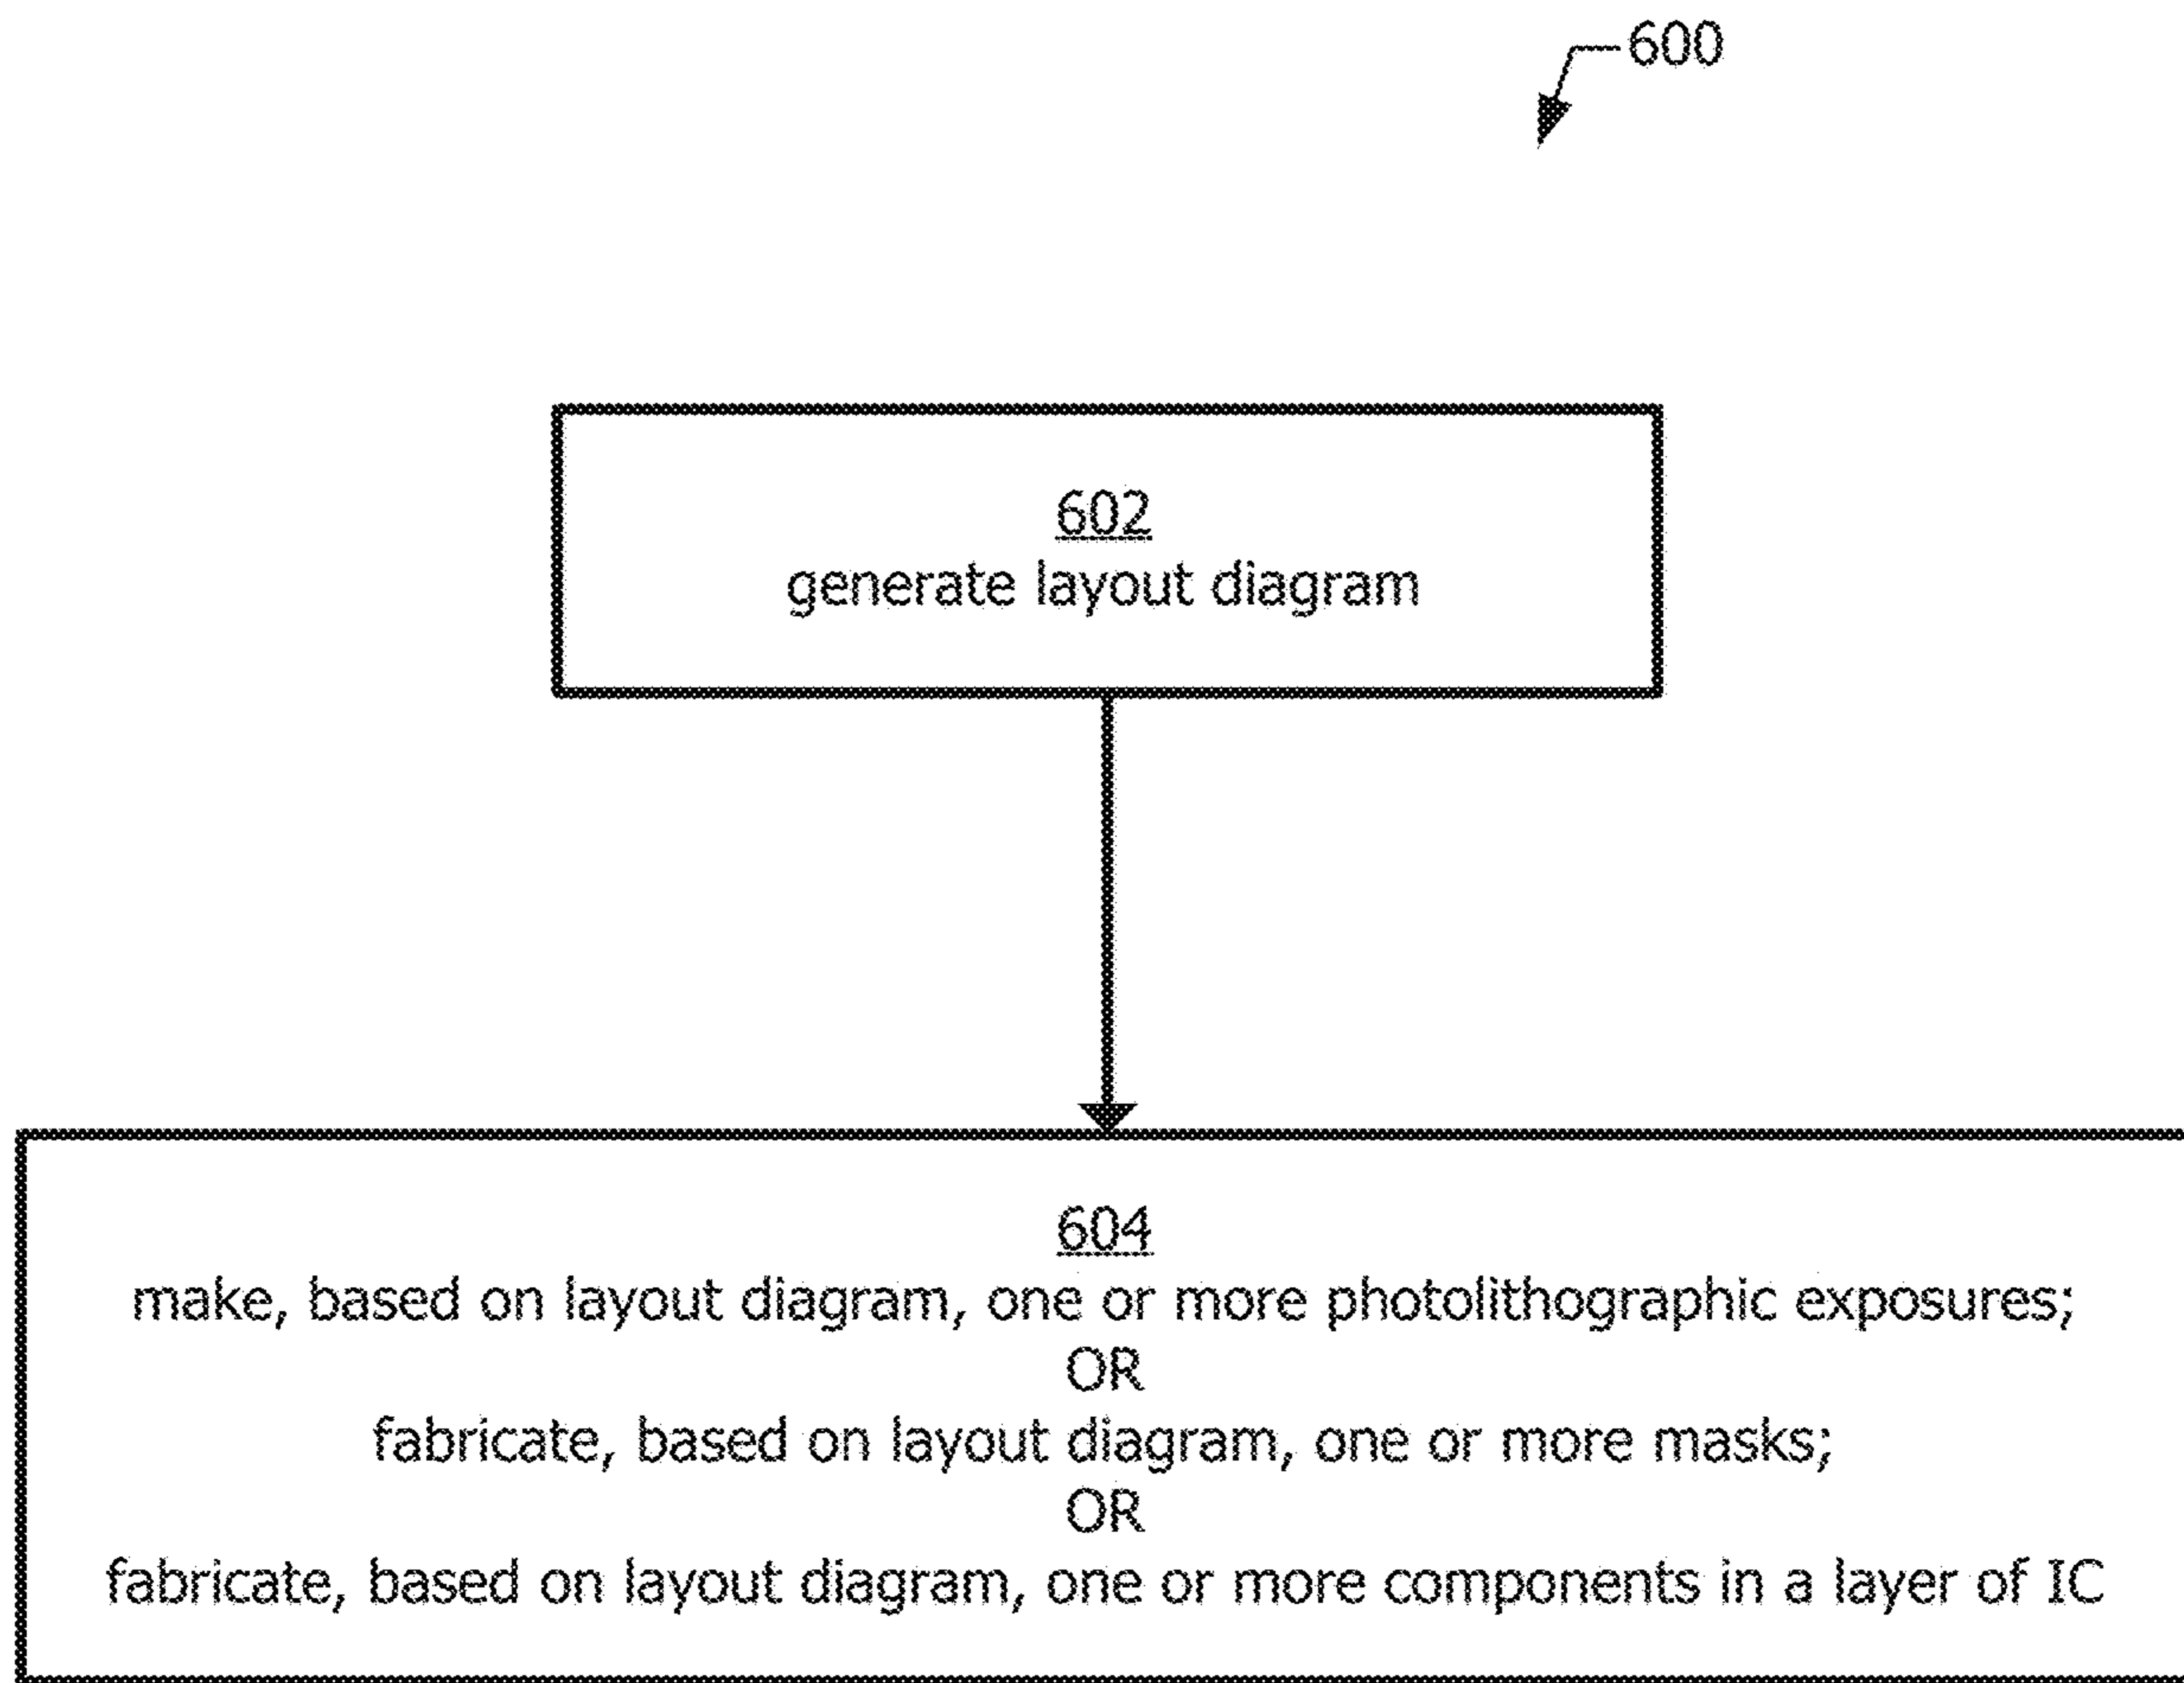 600
602
generate layout diagram
604
make, based on layout diagram, one or more photolithographic exposures;
OR
fabricate, based on layout diagram, one or more masks;
OR
fabricate, based on layout diagram, one or more components in a layer of IC